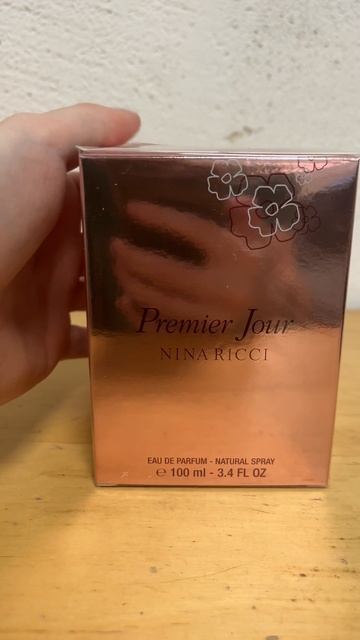 Premier Jour
NINA RICCI
EAU DE PARFUM - NATURAL SPRAY
℮ 100 ml - 3.4 FL OZ